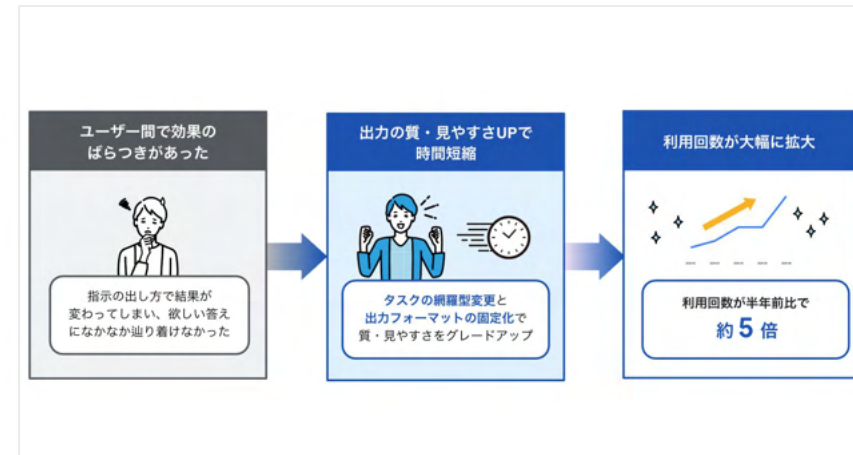 ユーザー間で効果の
ばらつきがあった
指示の出し方で結果が
変わってしまい、欲しい答え
になかなか辿り着けなかった
出力の質・見やすさUPで
時間短縮
タスクの網羅型変更と
出力フォーマットの固定化で
質・見やすさをグレードアップ
利用回数が大幅に拡大
利用回数が半年前比で
約 5 倍